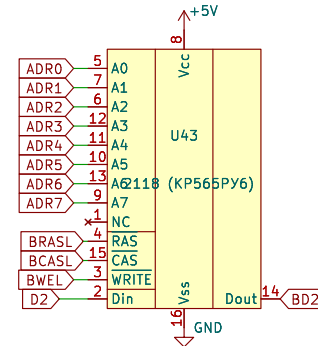 +5V
8
Vcc
ADR0 5 A0
ADR1 7 A1
ADR2 6 A2
ADR3 12 A3
U43
ADR4 11 A4
ADR5 10 A5
ADR6 13 A6 2118 (КР565РУ6)
ADR7 9 A7
1 NC
BRASL 4 RAS
BCASL 15 CAS
BWEL 3 WRITE
D2 2 Din Vss Dout 14 BD2
16 GND